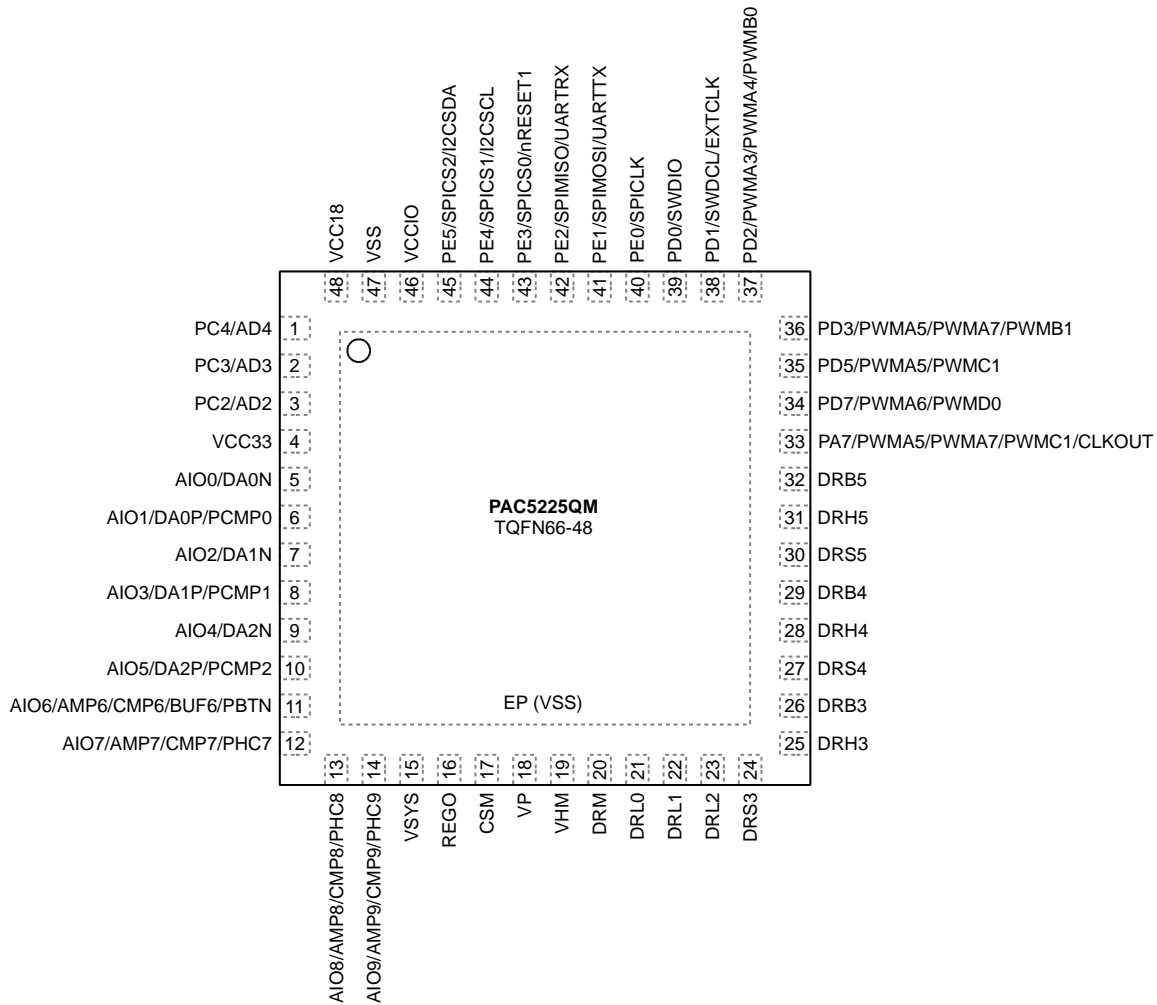 48 VCC18
47 VSS
46 VCCIO
45 PE5/SPICS2/I2CSDA
44 PE4/SPICS1/I2CSCL
43 PE3/SPICS0/nRESET1
42 PE2/SPIMISO/UARTRX
41 PE1/SPIMOSI/UARTTX
40 PE0/SPICLK
39 PD0/SWDIO
38 PD1/SWDCL/EXTCLK
37 PD2/PWMA3/PWMA4/PWMB0
PC4/AD4 1
PC3/AD3 2
PC2/AD2 3
VCC33 4
AIO0/DA0N 5
AIO1/DA0P/PCMP0 6
AIO2/DA1N 7
AIO3/DA1P/PCMP1 8
AIO4/DA2N 9
AIO5/DA2P/PCMP2 10
AIO6/AMP6/CMP6/BUF6/PBTN 11
AIO7/AMP7/CMP7/PHC7 12
PAC5225QM
TQFN66-48
EP (VSS)
36 PD3/PWMA5/PWMA7/PWMB1
35 PD5/PWMA5/PWMC1
34 PD7/PWMA6/PWMD0
33 PA7/PWMA5/PWMA7/PWMC1/CLKOUT
32 DRB5
31 DRH5
30 DRS5
29 DRB4
28 DRH4
27 DRS4
26 DRB3
25 DRH3
AIO8/AMP8/CMP8/PHC8 13
AIO9/AMP9/CMP9/PHC9 14
VSYS 15
REGO 16
CSM 17
VP 18
VHM 19
DRM 20
DRL0 21
DRL1 22
DRL2 23
DRS3 24